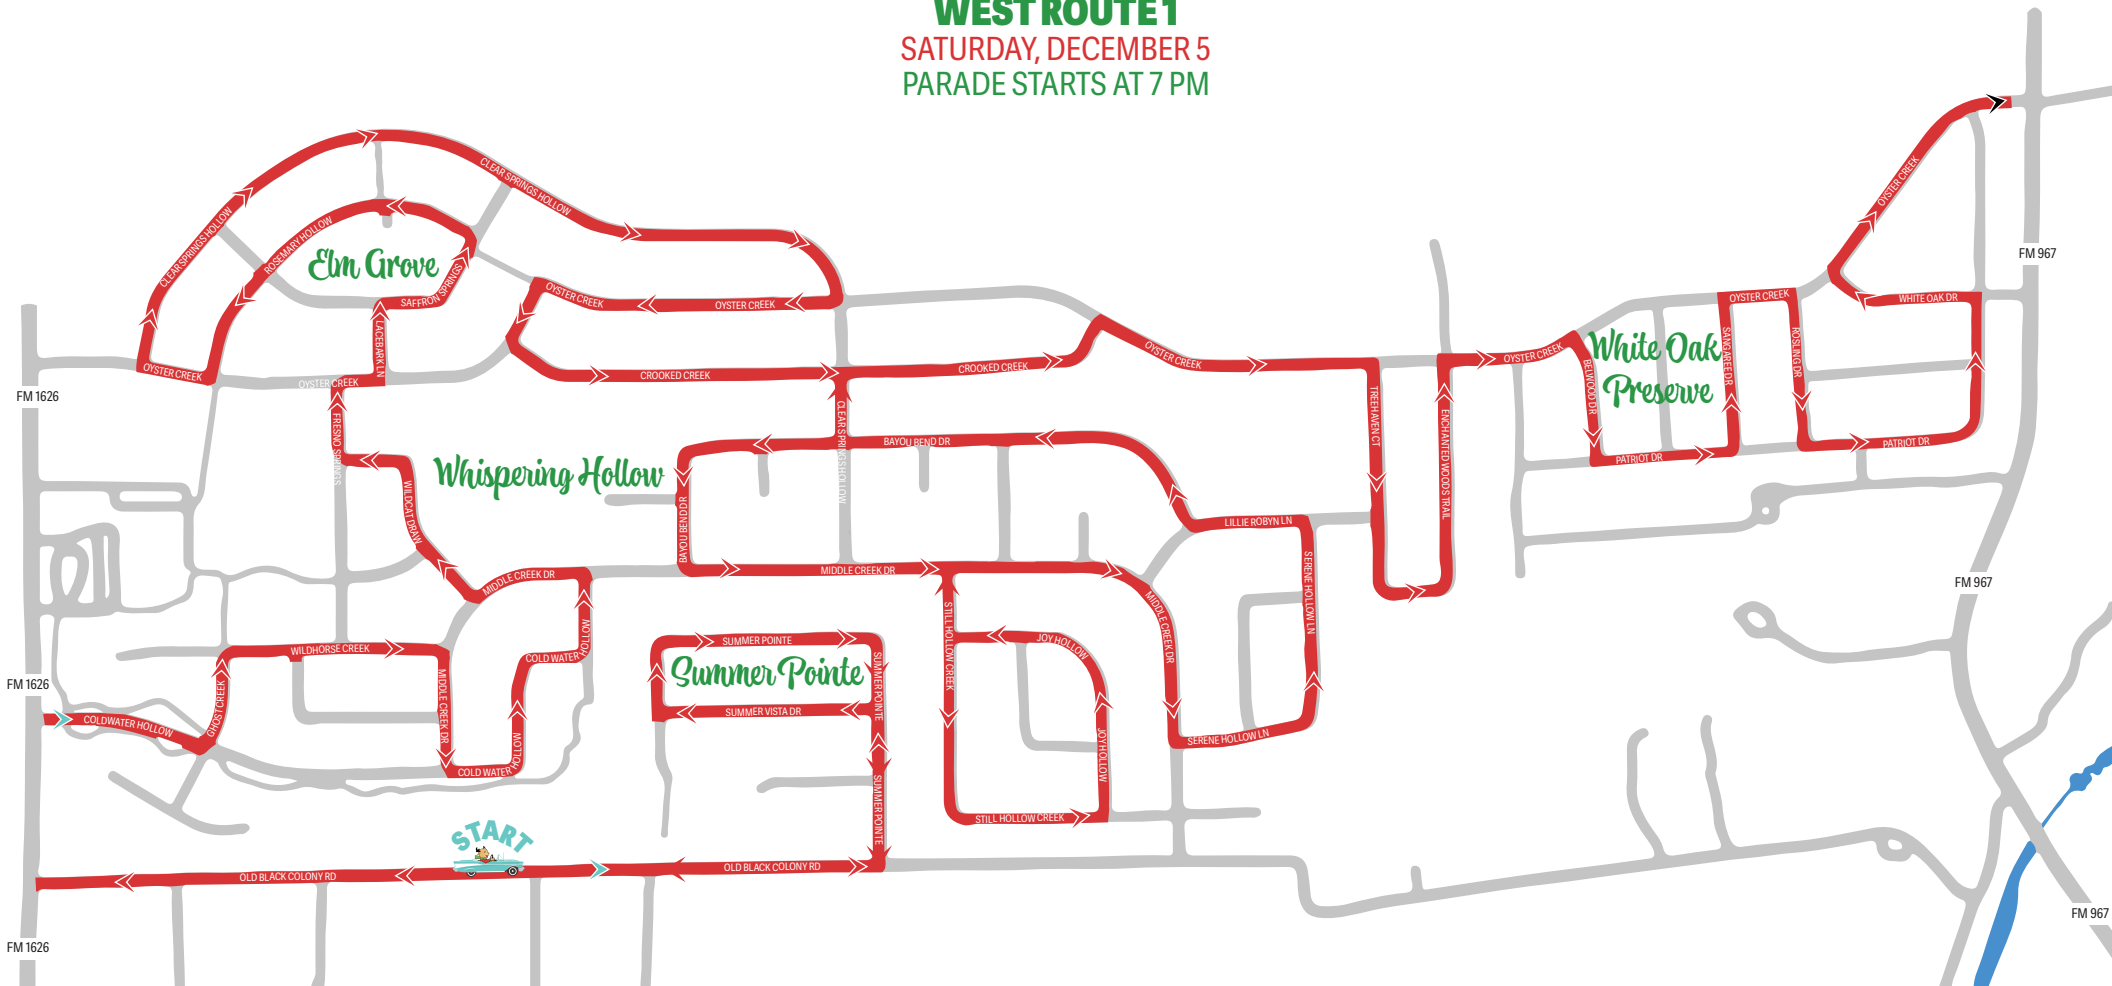 WEST ROUTE 1
SATURDAY, DECEMBER 5
PARADE STARTS AT 7 PM
CLEAR SPRINGS HOLLOW
CLEAR SPRINGS HOLLOW
ROSEMARY HOLLOW
Elm Grove
SAFFRON SPRINGS
LACEBARK LN
OYSTER CREEK
OYSTER CREEK
OYSTER CREEK
OYSTER CREEK
CROOKED CREEK
CROOKED CREEK
OYSTER CREEK
OYSTER CREEK
OYSTER CREEK
OYSTER CREEK
WHITE OAK DR
FM 967
White Oak
Preserve
BELWOOD DR
SANGAREE DR
ROSLING DR
PATRIOT DR
PATRIOT DR
TREEHAVEN CT
ENCHANTED WOODS TRAIL
FM 1626
FRESNO SPRINGS
WILDCAT DRAW
Whispering Hollow
CLEAR SPRINGS HOLLOW
BAYOU BEND DR
BAYOU BEND DR
LILLIE ROBYN LN
SERENE HOLLOW LN
SERENE HOLLOW LN
MIDDLE CREEK DR
MIDDLE CREEK DR
MIDDLE CREEK DR
MIDDLE CREEK DR
FM 967
WILDHORSE CREEK
GHOST CREEK
COLDWATER HOLLOW
COLD WATER HOLLOW
COLD WATER HOLLOW
FM 1626
SUMMER POINTE
Summer Pointe
SUMMER VISTA DR
SUMMER POINTE
SUMMER POINTE
STILL HOLLOW CREEK
JOY HOLLOW
JOY HOLLOW
STILL HOLLOW CREEK
START
OLD BLACK COLONY RD
OLD BLACK COLONY RD
FM 1626
FM 967